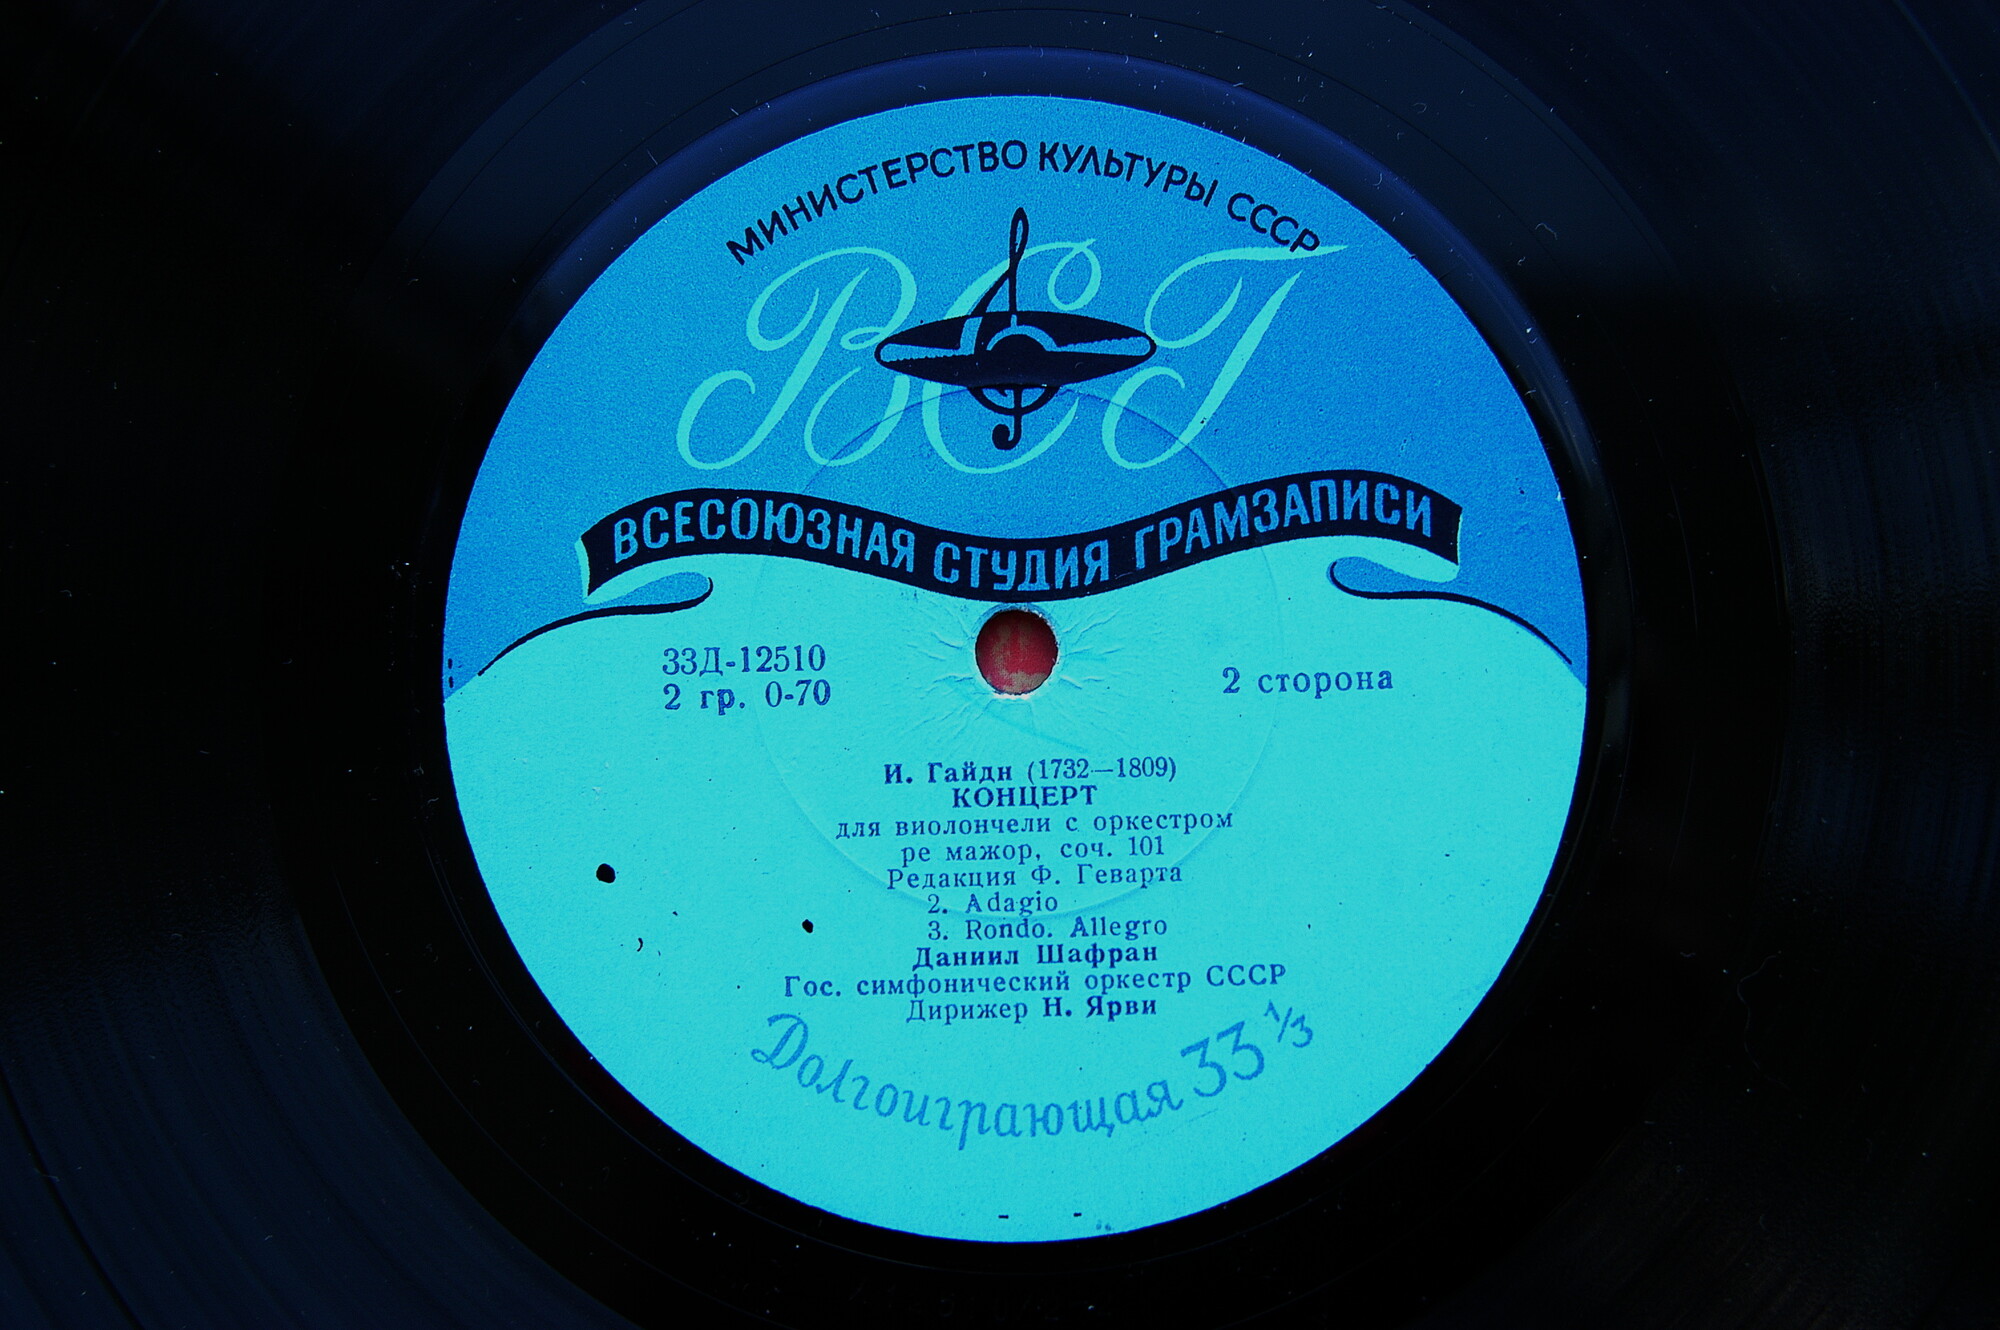 МИНИСТЕРСТВО КУЛЬТУРЫ СССР
ВСГ
ВСЕСОЮЗНАЯ СТУДИЯ ГРАМЗАПИСИ
33Д-12510
2 гр. 0-70
2 сторона
И. Гайдн (1732—1809)
КОНЦЕРТ
для виолончели с оркестром
ре мажор, соч. 101
Редакция Ф. Геварта
2. Adagio
3. Rondo. Allegro
Даниил Шафран
Гос. симфонический оркестр СССР
Дирижер Н. Ярви
Долгоиграющая 33 1/3